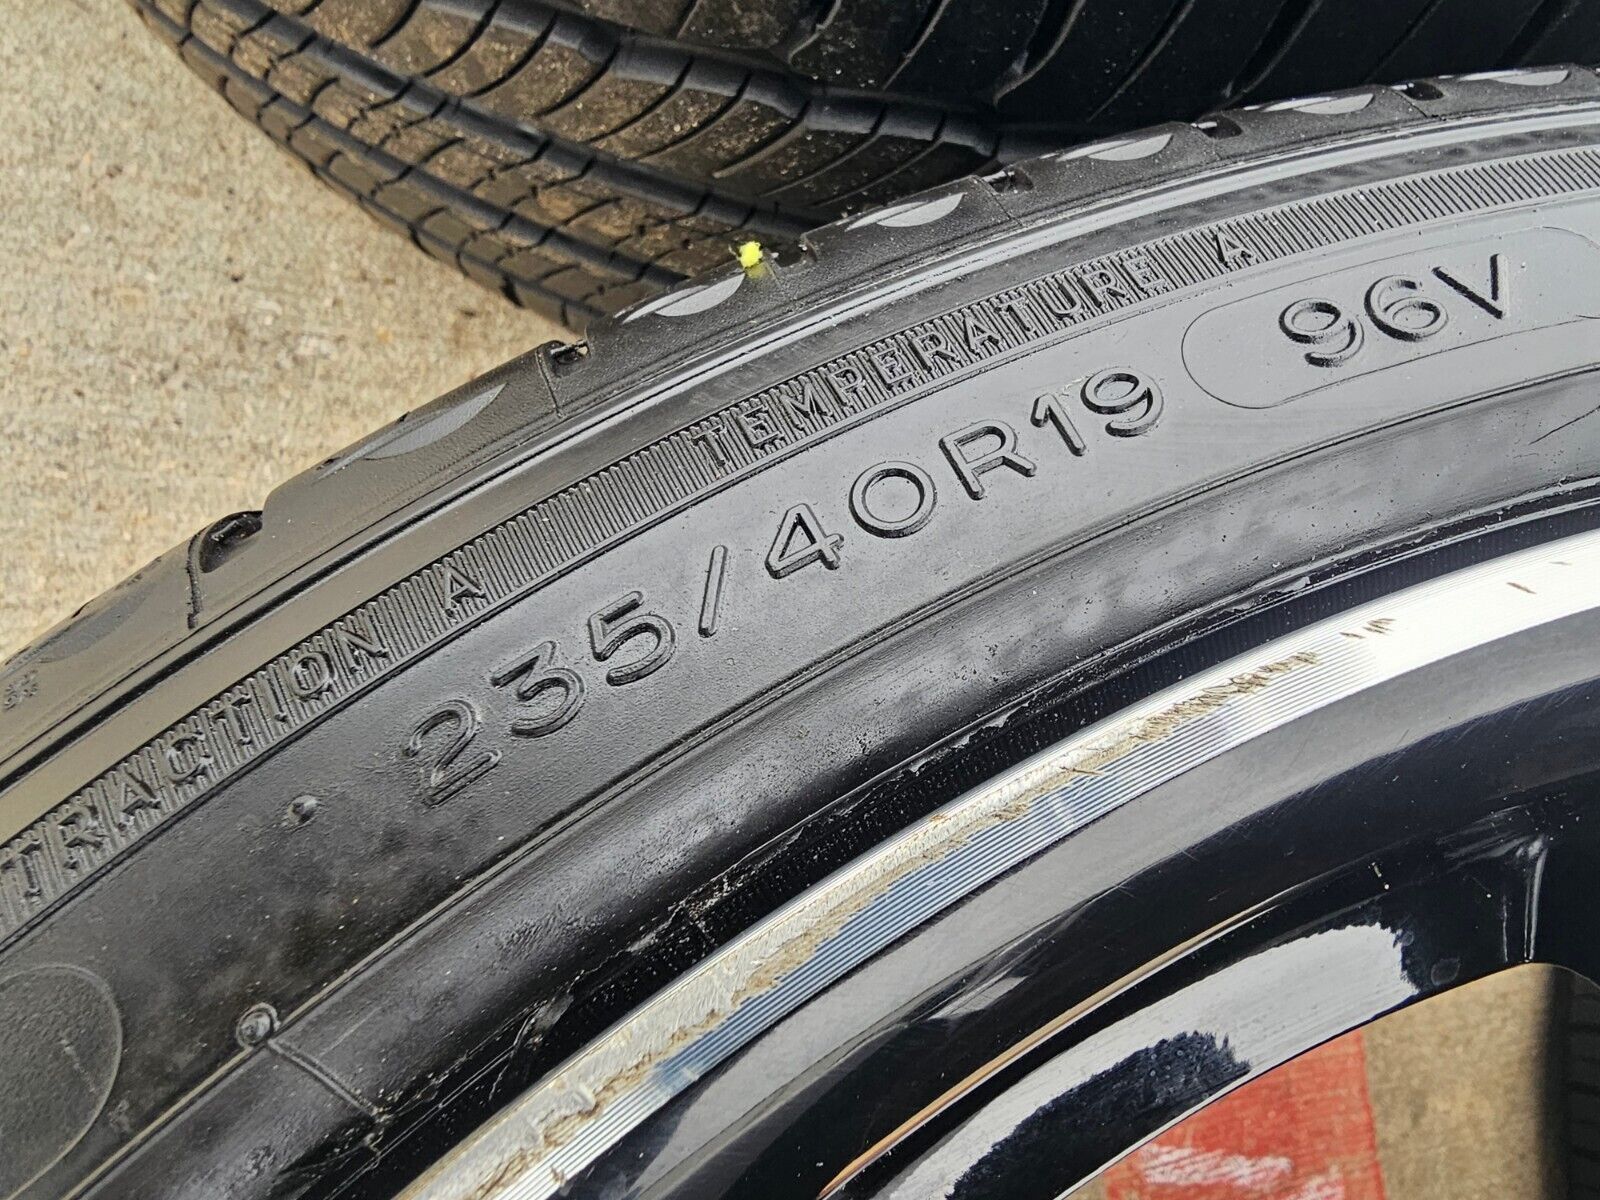 TRACTION A TEMPERATURE A
235/40R19 96V